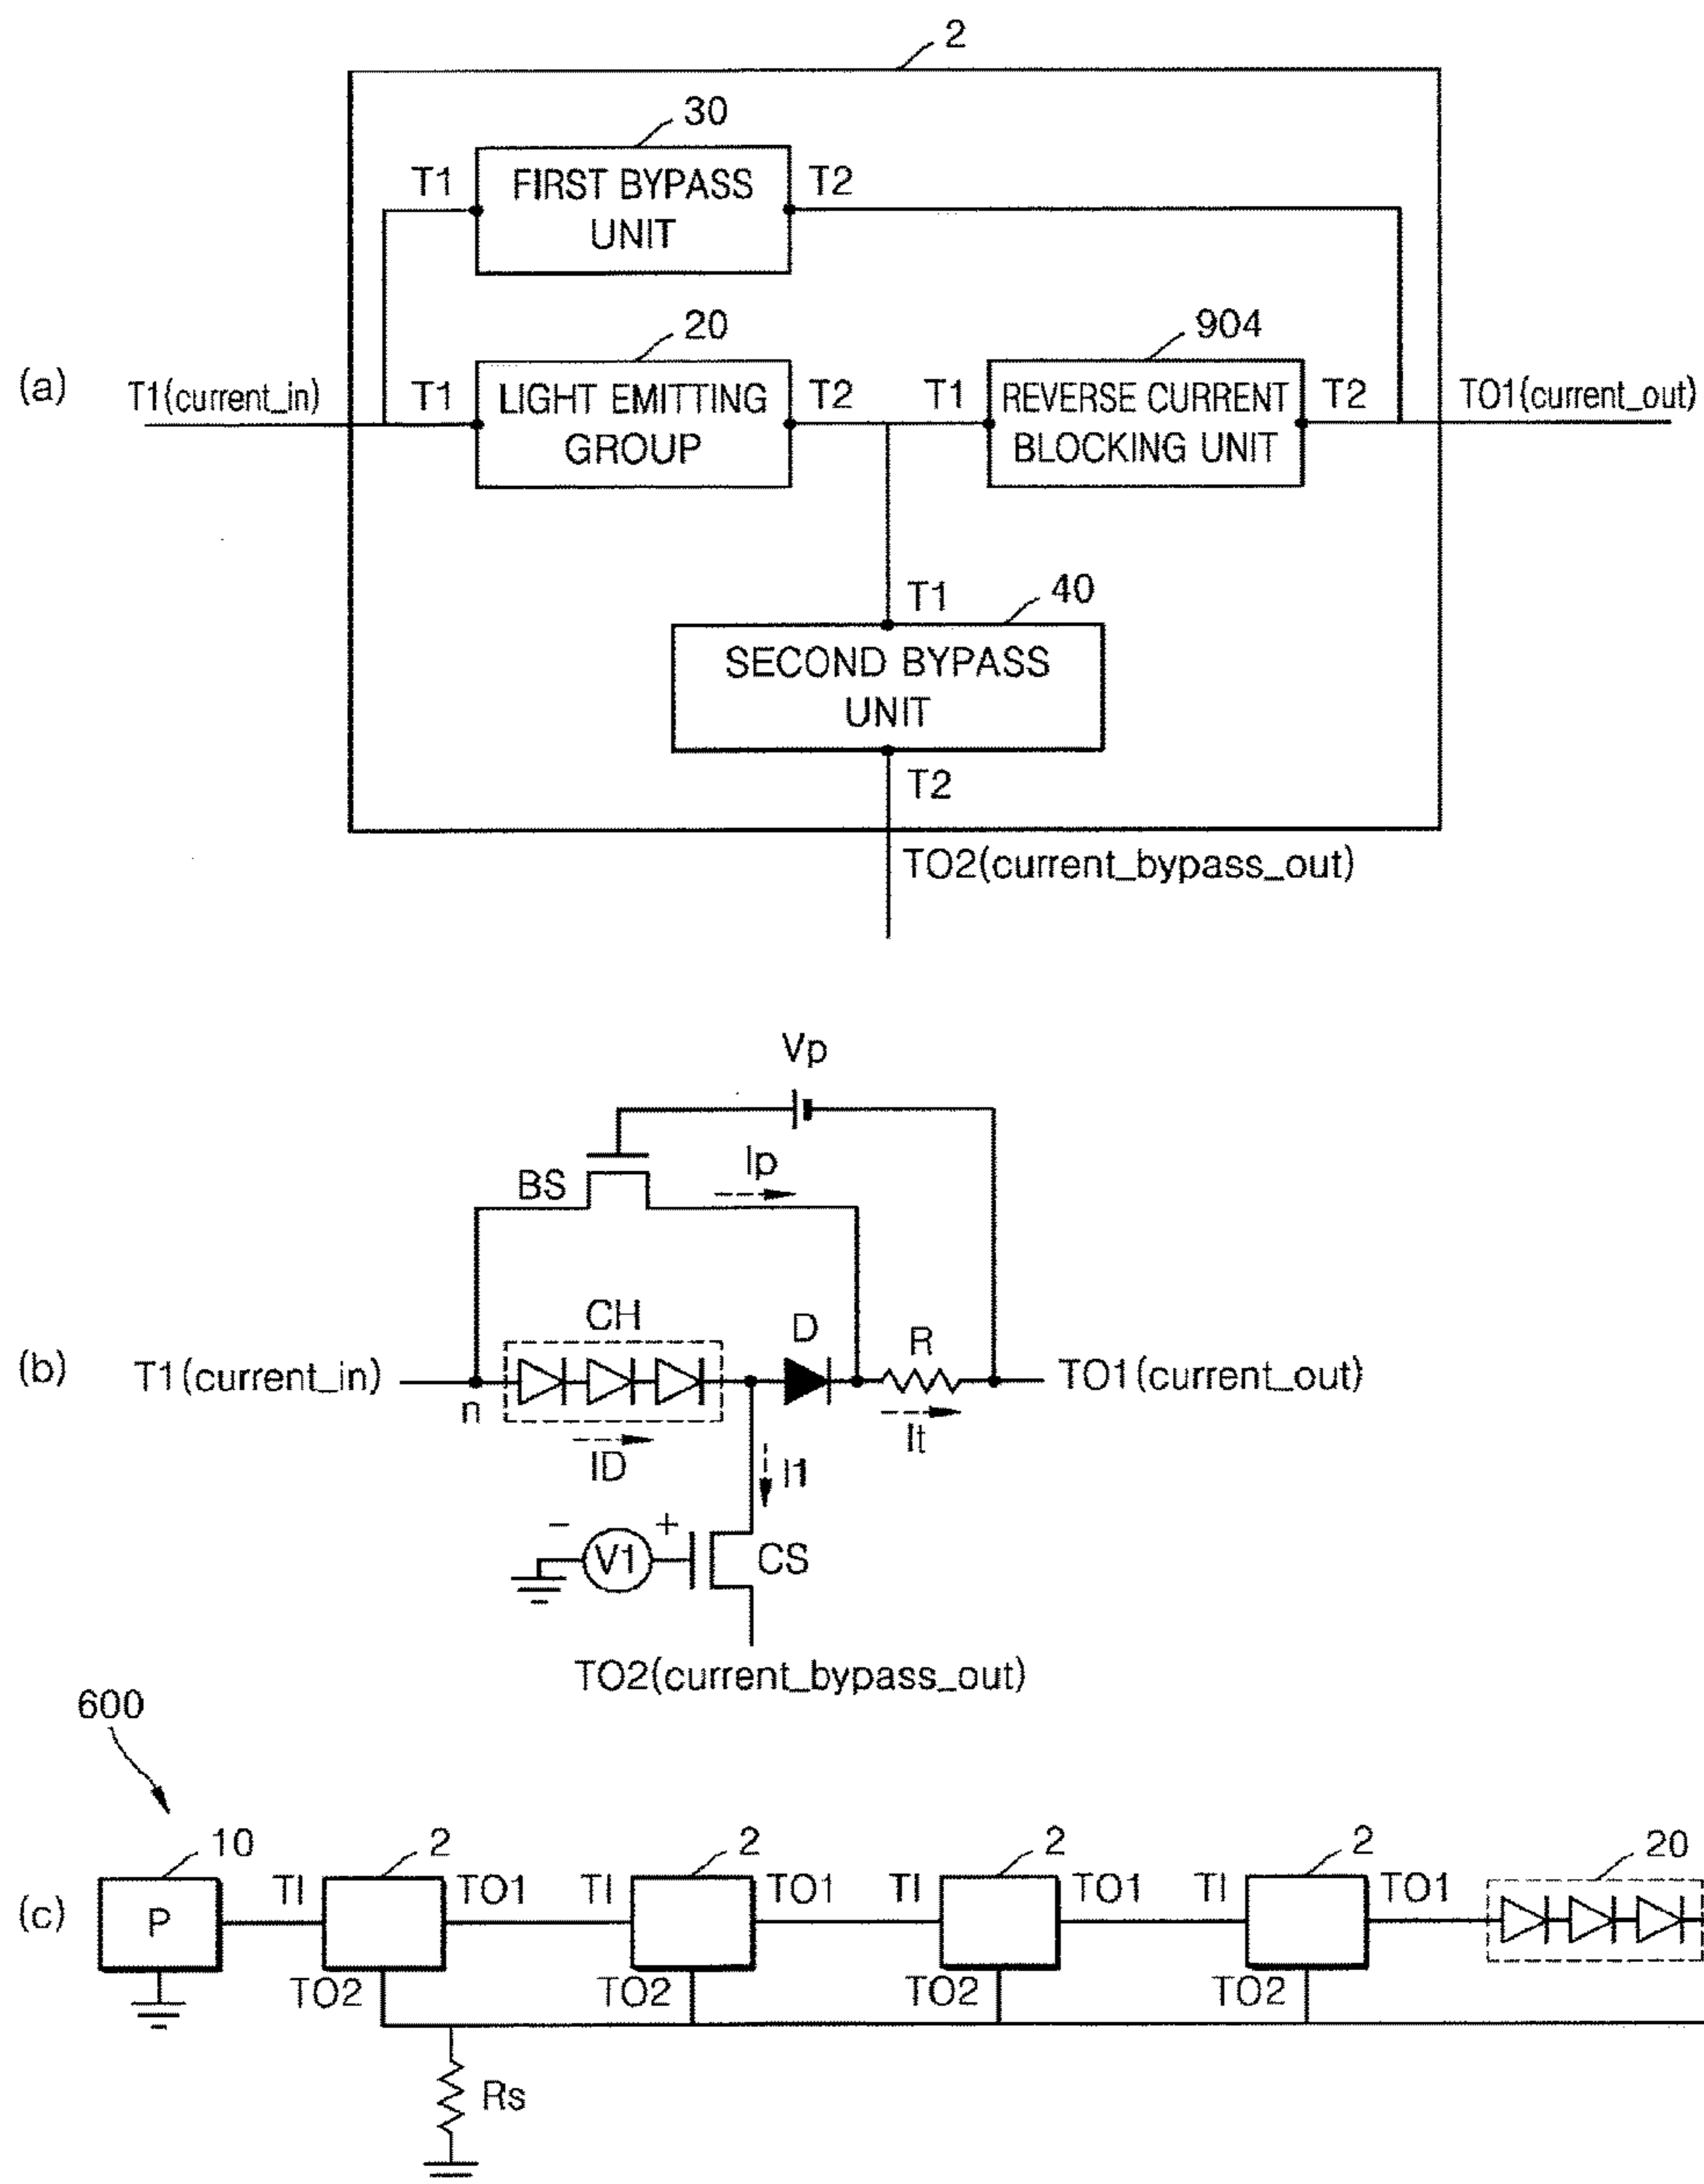 2
30
T1 FIRST BYPASS T2
UNIT
20
904
(a)
T1(current_in)
T1 LIGHT EMITTING T2
GROUP
T1 REVERSE CURRENT T2
BLOCKING UNIT
TO1(current_out)
T1 40
SECOND BYPASS
UNIT
T2
TO2(current_bypass_out)
Vp
BS
Ip
CH
D
R
(b)
T1(current_in)
n
TO1(current_out)
ID
It
I1
- +
V1
CS
TO2(current_bypass_out)
600
10 2 2 2 2 20
(c)
P TI TO1 TI TO1 TI TO1 TI TO1
TO2 TO2 TO2 TO2
Rs